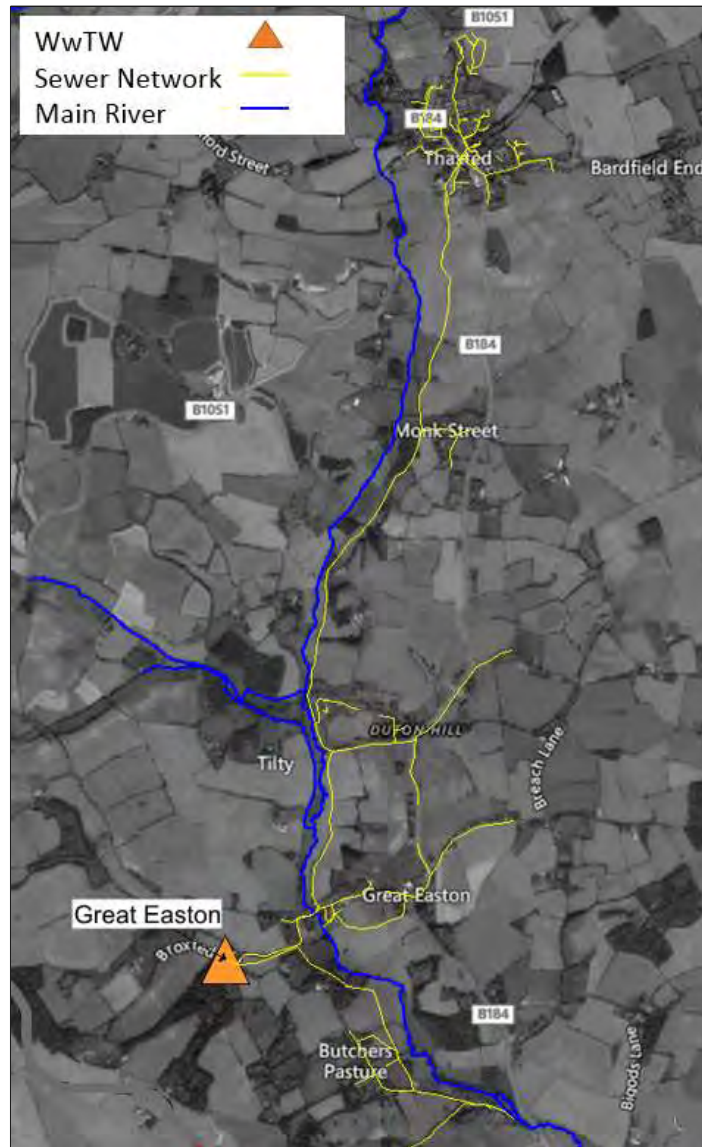 B1051
WwTW
Sewer Network
Main River
B184
Thaxted
Bardfield End
B184
B1051
Monk Street
DUTON HILL
Breach Lane
Tilty
Great Easton
Great Easton
B184
Butchers
Pasture
Bigods Lane